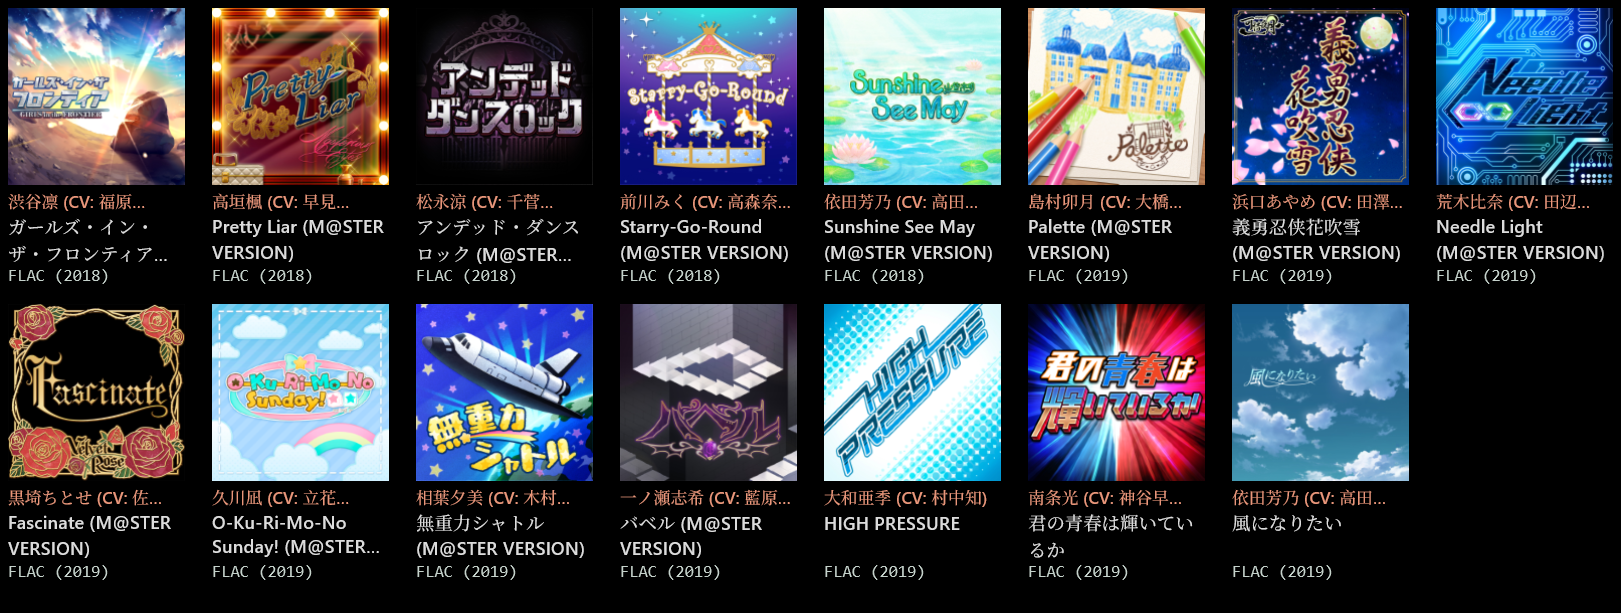 ガールズ・イン・ザ
フロンティア
GIRLS in the FRONTIER
Pretty
Liar
アンデッド
ダンスロック
Starry-Go-Round
Sunshine
See May
Palette
義勇忍侠
花吹雪
Needle
Light
渋谷凛 (CV: 福原...
ガールズ・イン・
ザ・フロンティア...
FLAC (2018)
高垣楓 (CV: 早見...
Pretty Liar (M@STER
VERSION)
FLAC (2018)
松永涼 (CV: 千菅...
アンデッド・ダンス
ロック (M@STER...
FLAC (2018)
前川みく (CV: 高森奈...
Starry-Go-Round
(M@STER VERSION)
FLAC (2018)
依田芳乃 (CV: 高田...
Sunshine See May
(M@STER VERSION)
FLAC (2018)
島村卯月 (CV: 大橋...
Palette (M@STER
VERSION)
FLAC (2019)
浜口あやめ (CV: 田澤...
義勇忍侠花吹雪
(M@STER VERSION)
FLAC (2019)
荒木比奈 (CV: 田辺...
Needle Light
(M@STER VERSION)
FLAC (2019)
Fascinate
Velvet
Rose
O-Ku-Ri-Mo-No
Sunday!
無重力
シャトル
バベル
HIGH
PRESSURE
君の青春は
輝いているか
風になりたい
黒埼ちとせ (CV: 佐...
Fascinate (M@STER
VERSION)
FLAC (2019)
久川凪 (CV: 立花...
O-Ku-Ri-Mo-No
Sunday! (M@STER...
FLAC (2019)
相葉夕美 (CV: 木村...
無重力シャトル
(M@STER VERSION)
FLAC (2019)
一ノ瀬志希 (CV: 藍原...
バベル (M@STER
VERSION)
FLAC (2019)
大和亜季 (CV: 村中知)
HIGH PRESSURE
FLAC (2019)
南条光 (CV: 神谷早...
君の青春は輝いてい
るか
FLAC (2019)
依田芳乃 (CV: 高田...
風になりたい
FLAC (2019)